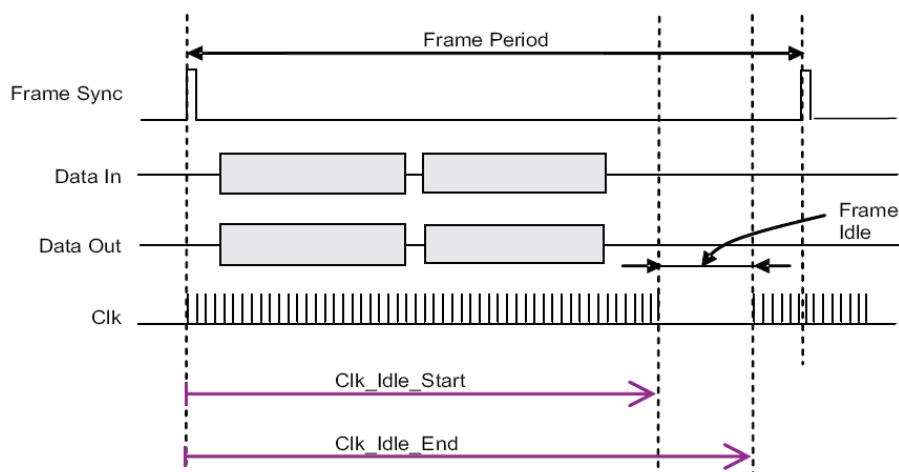 Frame Period
Frame Sync
Data In
Data Out
Frame
Idle
Clk
Clk_Idle_Start
Clk_Idle_End